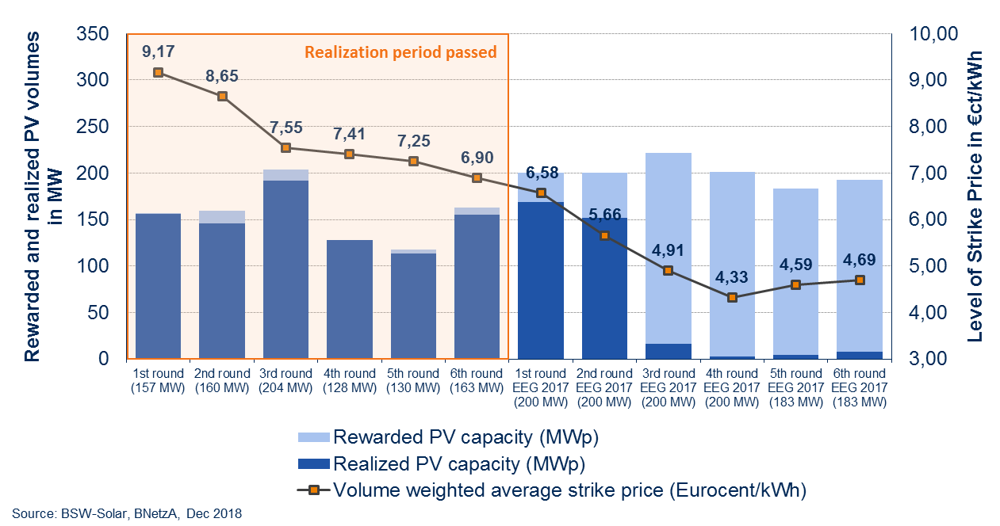 Rewarded and realized PV volumes
in MW
350
300
250
200
150
100
50
0
Realization period passed
9,17
8,65
7,55
7,41
7,25
6,90
6,58
5,66
4,91
4,33
4,59
4,69
10,00
9,00
8,00
7,00
6,00
5,00
4,00
3,00
Level of Strike Price in €ct/kWh
1st round
(157 MW)
2nd round
(160 MW)
3rd round
(204 MW)
4th round
(128 MW)
5th round
(130 MW)
6th round
(163 MW)
1st round
EEG 2017
(200 MW)
2nd round
EEG 2017
(200 MW)
3rd round
EEG 2017
(200 MW)
4th round
EEG 2017
(200 MW)
5th round
EEG 2017
(183 MW)
6th round
EEG 2017
(183 MW)
Rewarded PV capacity (MWp)
Realized PV capacity (MWp)
Volume weighted average strike price (Eurocent/kWh)
Source: BSW-Solar, BNetzA, Dec 2018